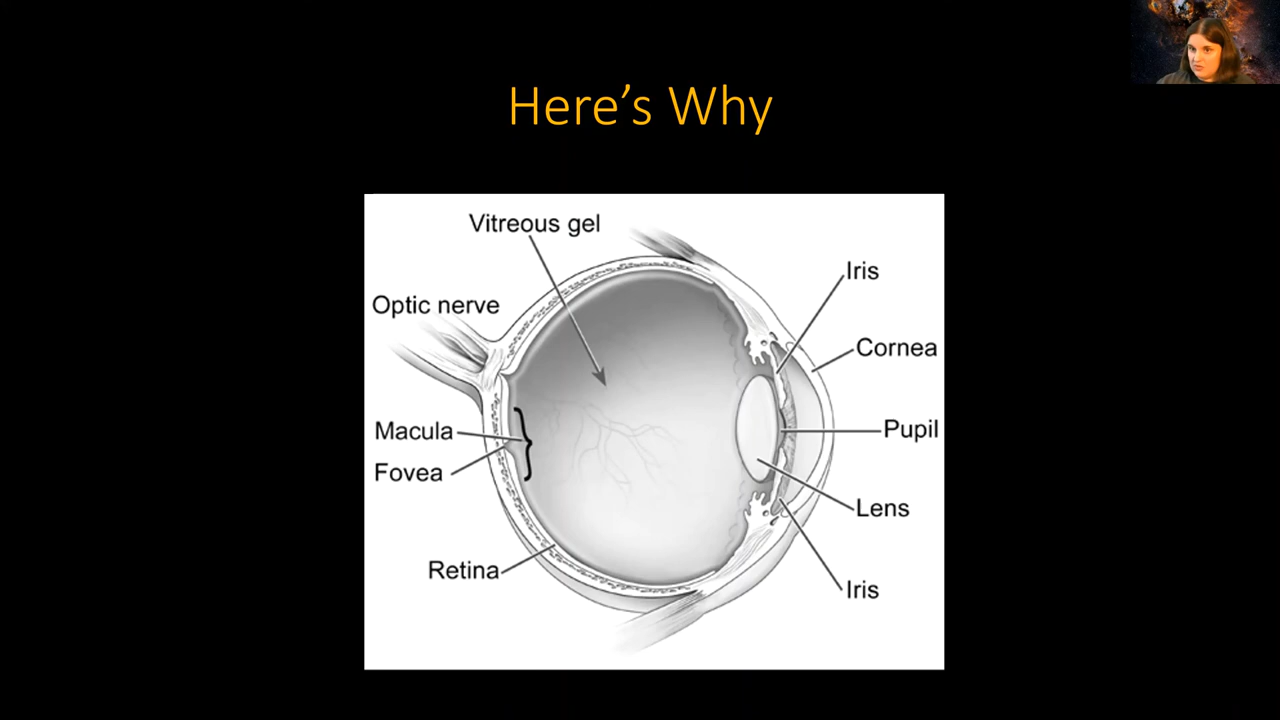 Here's Why
Vitreous gel
Iris
Optic nerve
Cornea
Macula
Pupil
Fovea
Lens
Retina
Iris